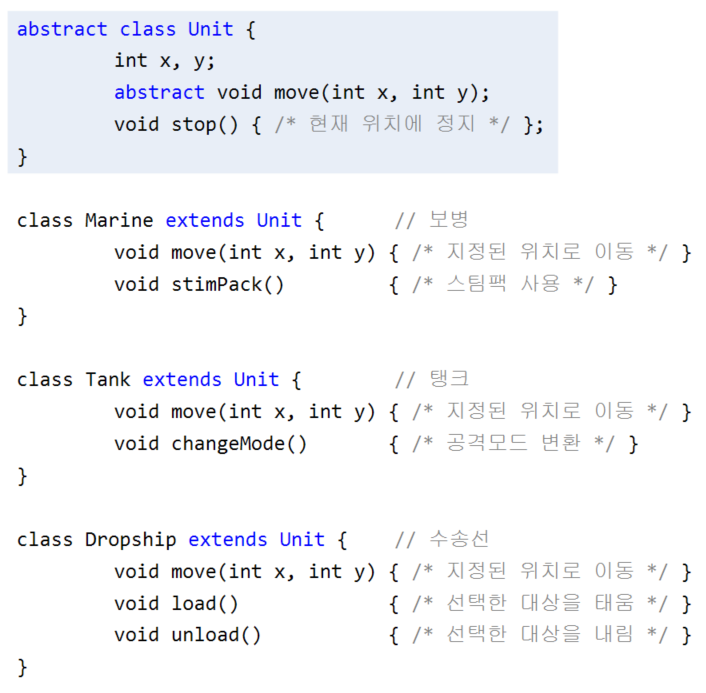 abstract class Unit {
int x, y;
abstract void move(int x, int y);
void stop() { /* 현재 위치에 정지 */ };
}
class Marine extends Unit { // 보병
void move(int x, int y) { /* 지정된 위치로 이동 */ }
void stimPack() { /* 스팀팩 사용 */ }
}
class Tank extends Unit { // 탱크
void move(int x, int y) { /* 지정된 위치로 이동 */ }
void changeMode() { /* 공격모드 변환 */ }
}
class Dropship extends Unit { // 수송선
void move(int x, int y) { /* 지정된 위치로 이동 */ }
void load() { /* 선택한 대상을 태움 */ }
void unload() { /* 선택한 대상을 내림 */ }
}